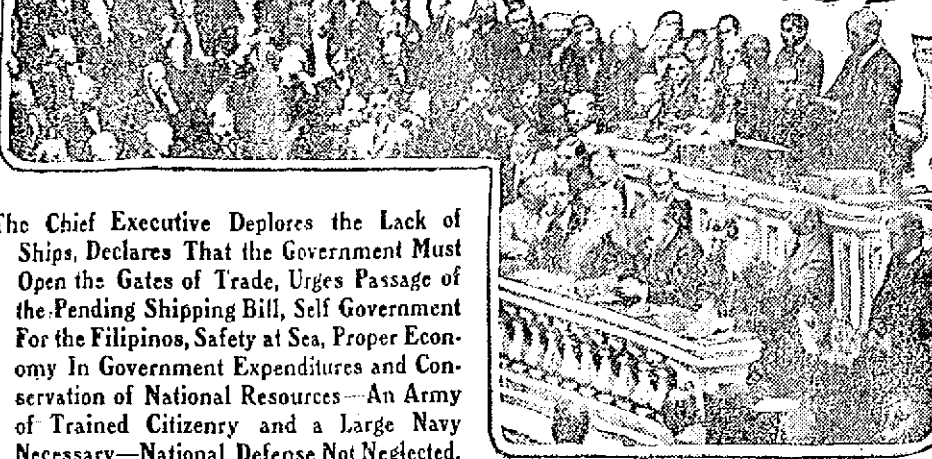 The Chief Executive Deplores the Lack of
Ships, Declares That the Government Must
Open the Gates of Trade, Urges Passage of
the Pending Shipping Bill, Self Government
For the Filipinos, Safety at Sea, Proper Econ-
omy In Government Expenditures and Con-
servation of National Resources—An Army
of Trained Citizenry and a Large Navy
Necessary—National Defense Not Neglected.